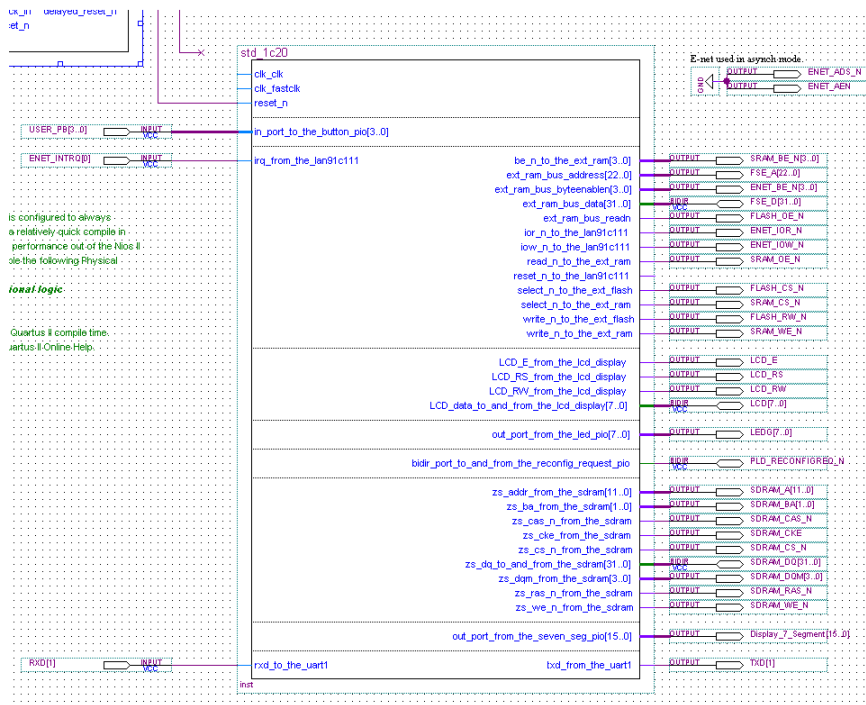 ck_in delayed_reset_n
et_n
std_1c20
E-net used in asynch mode.
clk_clk
clk_fastclk
reset_n
GND
OUTPUT ENET_ADS_N
OUTPUT ENET_AEN
USER_PB[3..0] INPUT VCC in_port_to_the_button_pio[3..0]
ENET_INTRQ[0] INPUT VCC irq_from_the_lan91c111
be_n_to_the_ext_ram[3..0] OUTPUT SRAM_BE_N[3..0]
ext_ram_bus_address[22..0] OUTPUT FSE_A[22..0]
ext_ram_bus_byteenablen[3..0] OUTPUT ENET_BE_N[3..0]
ext_ram_bus_data[31..0] BIDIR VCC FSE_D[31..0]
ext_ram_bus_readn OUTPUT FLASH_OE_N
ior_n_to_the_lan91c111 OUTPUT ENET_IOR_N
iow_n_to_the_lan91c111 OUTPUT ENET_IOW_N
read_n_to_the_ext_ram OUTPUT SRAM_OE_N
reset_n_to_the_lan91c111
select_n_to_the_ext_flash OUTPUT FLASH_CS_N
select_n_to_the_ext_ram OUTPUT SRAM_CS_N
write_n_to_the_ext_flash OUTPUT FLASH_RW_N
write_n_to_the_ext_ram OUTPUT SRAM_WE_N
is configured to always
a relatively quick compile in
performance out of the Nios II
ble the following Physical
ional logic
Quartus II compile time.
uartus II Online Help.
LCD_E_from_the_lcd_display OUTPUT LCD_E
LCD_RS_from_the_lcd_display OUTPUT LCD_RS
LCD_RW_from_the_lcd_display OUTPUT LCD_RW
LCD_data_to_and_from_the_lcd_display[7..0] BIDIR VCC LCD[7..0]
out_port_from_the_led_pio[7..0] OUTPUT LEDG[7..0]
bidir_port_to_and_from_the_reconfig_request_pio BIDIR VCC PLD_RECONFIGREQ_N
zs_addr_from_the_sdram[11..0] OUTPUT SDRAM_A[11..0]
zs_ba_from_the_sdram[1..0] OUTPUT SDRAM_BA[1..0]
zs_cas_n_from_the_sdram OUTPUT SDRAM_CAS_N
zs_cke_from_the_sdram OUTPUT SDRAM_CKE
zs_cs_n_from_the_sdram OUTPUT SDRAM_CS_N
zs_dq_to_and_from_the_sdram[31..0] BIDIR VCC SDRAM_DQ[31..0]
zs_dqm_from_the_sdram[3..0] OUTPUT SDRAM_DQM[3..0]
zs_ras_n_from_the_sdram OUTPUT SDRAM_RAS_N
zs_we_n_from_the_sdram OUTPUT SDRAM_WE_N
out_port_from_the_seven_seg_pio[15..0] OUTPUT Display_7_Segment[15..0]
RXD[1] INPUT VCC rxd_to_the_uart1
txd_from_the_uart1 OUTPUT TXD[1]
inst